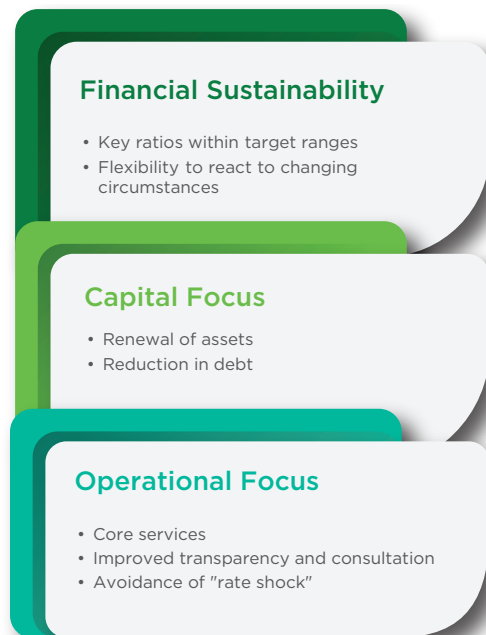 Financial Sustainability
• Key ratios within target ranges
• Flexibility to react to changing
circumstances
Capital Focus
• Renewal of assets
• Reduction in debt
Operational Focus
• Core services
• Improved transparency and consultation
• Avoidance of "rate shock"